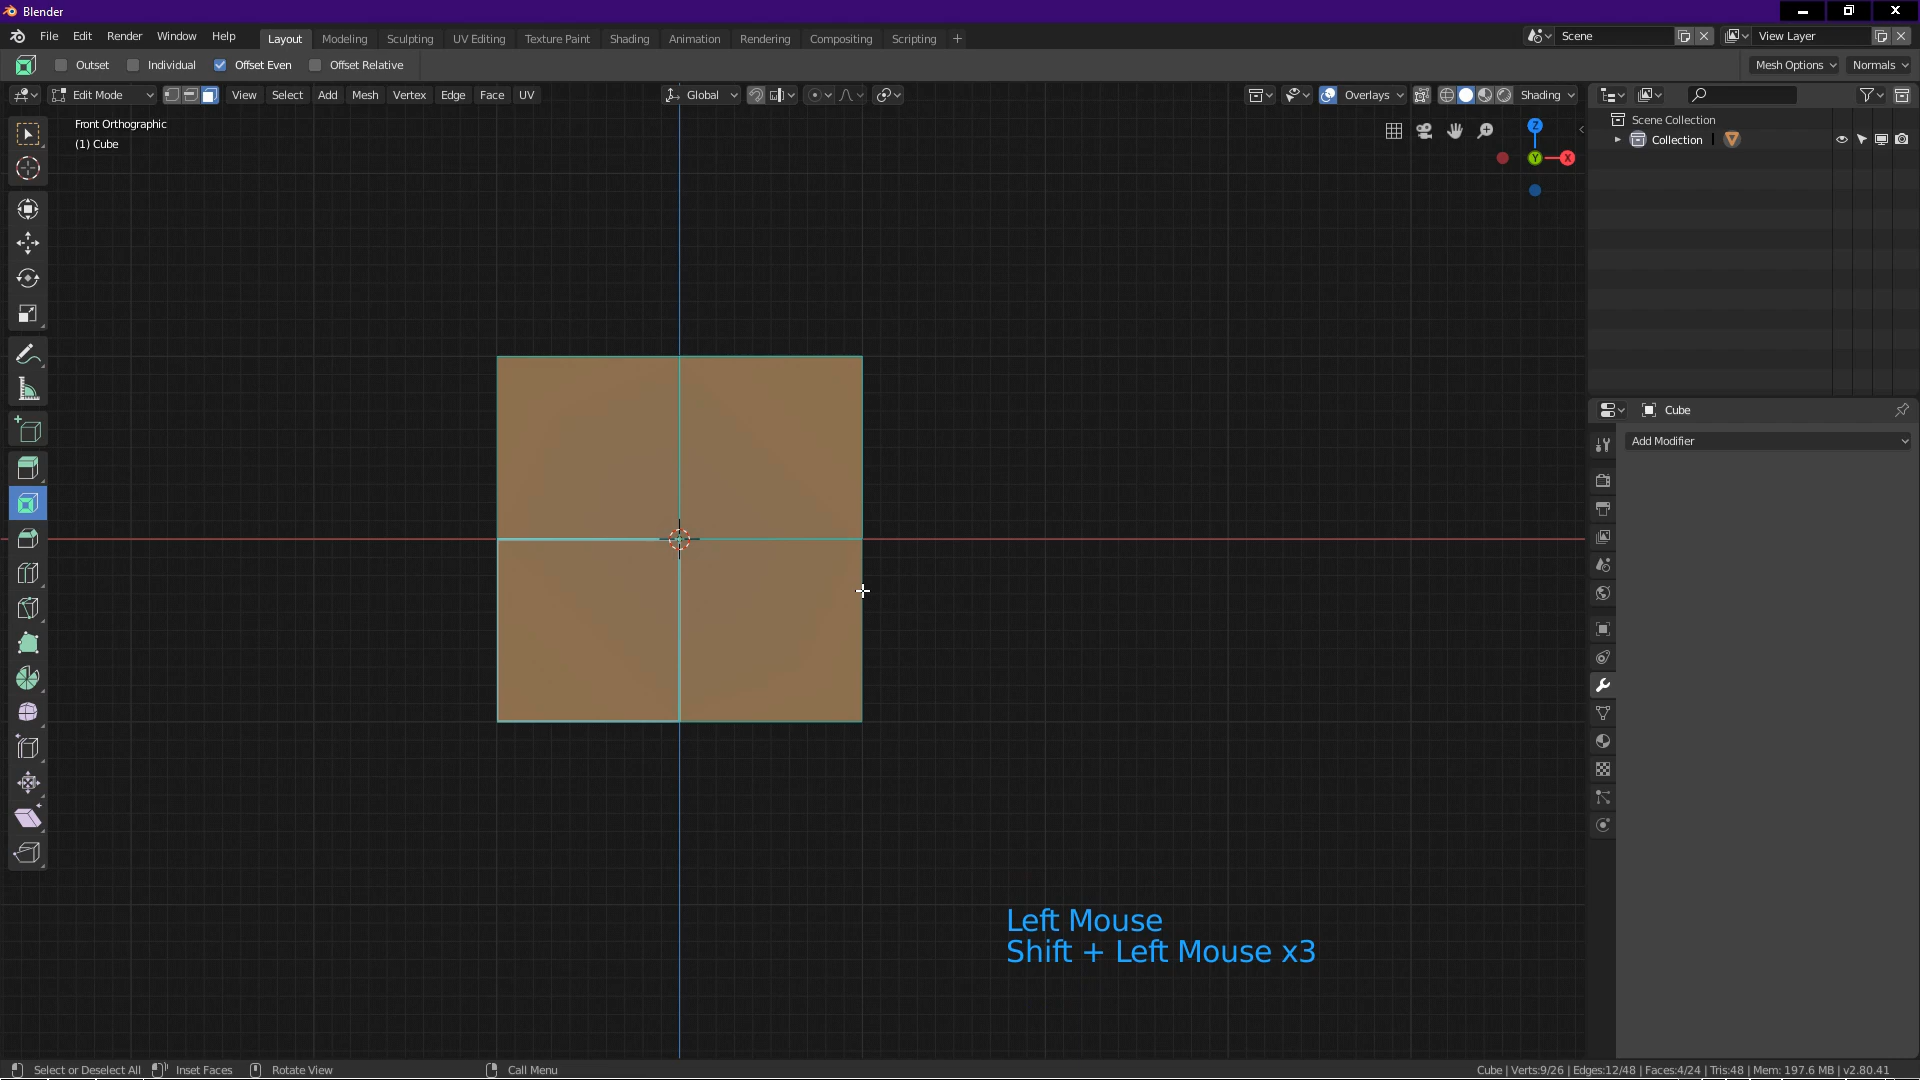 Blender
File Edit Render Window Help Layout Modeling Sculpting UV Editing Texture Paint Shading Animation Rendering Compositing Scripting + Scene View Layer
Outset Individual Offset Even Offset Relative Mesh Options Normals
Edit Mode View Select Add Mesh Vertex Edge Face UV Global Overlays Shading
Front Orthographic
(1) Cube
Z
Y
X
Scene Collection
Collection
Cube
Add Modifier
Left Mouse
Shift + Left Mouse x3
Select or Deselect All Inset Faces Rotate View Call Menu Cube | Verts:9/26 | Edges:12/48 | Faces:4/24 | Tris:48 | Mem: 197.6 MB | v2.80.41